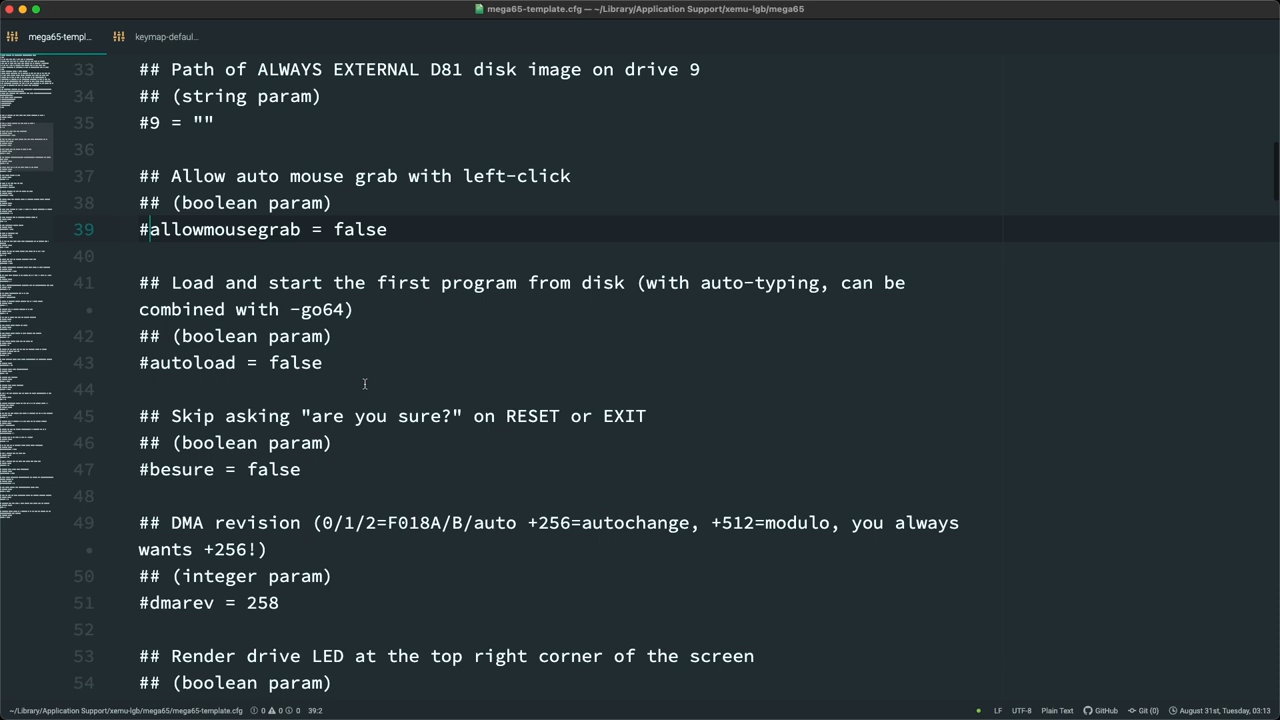 mega65-template.cfg — ~/Library/Application Support/xemu-lgb/mega65
mega65-templ... keymap-defaul...
33 ## Path of ALWAYS EXTERNAL D81 disk image on drive 9
34 ## (string param)
35 #9 = ""
36
37 ## Allow auto mouse grab with left-click
38 ## (boolean param)
39 #allowmousegrab = false
40
41 ## Load and start the first program from disk (with auto-typing, can be
• combined with -go64)
42 ## (boolean param)
43 #autoload = false
44
45 ## Skip asking "are you sure?" on RESET or EXIT
46 ## (boolean param)
47 #besure = false
48
49 ## DMA revision (0/1/2=F018A/B/auto +256=autochange, +512=modulo, you always
• wants +256!)
50 ## (integer param)
51 #dmarev = 258
52
53 ## Render drive LED at the top right corner of the screen
54 ## (boolean param)
~/Library/Application Support/xemu-lgb/mega65/mega65-template.cfg 0 0 0 39:2 LF UTF-8 Plain Text GitHub Git (0) August 31st, Tuesday, 03:13